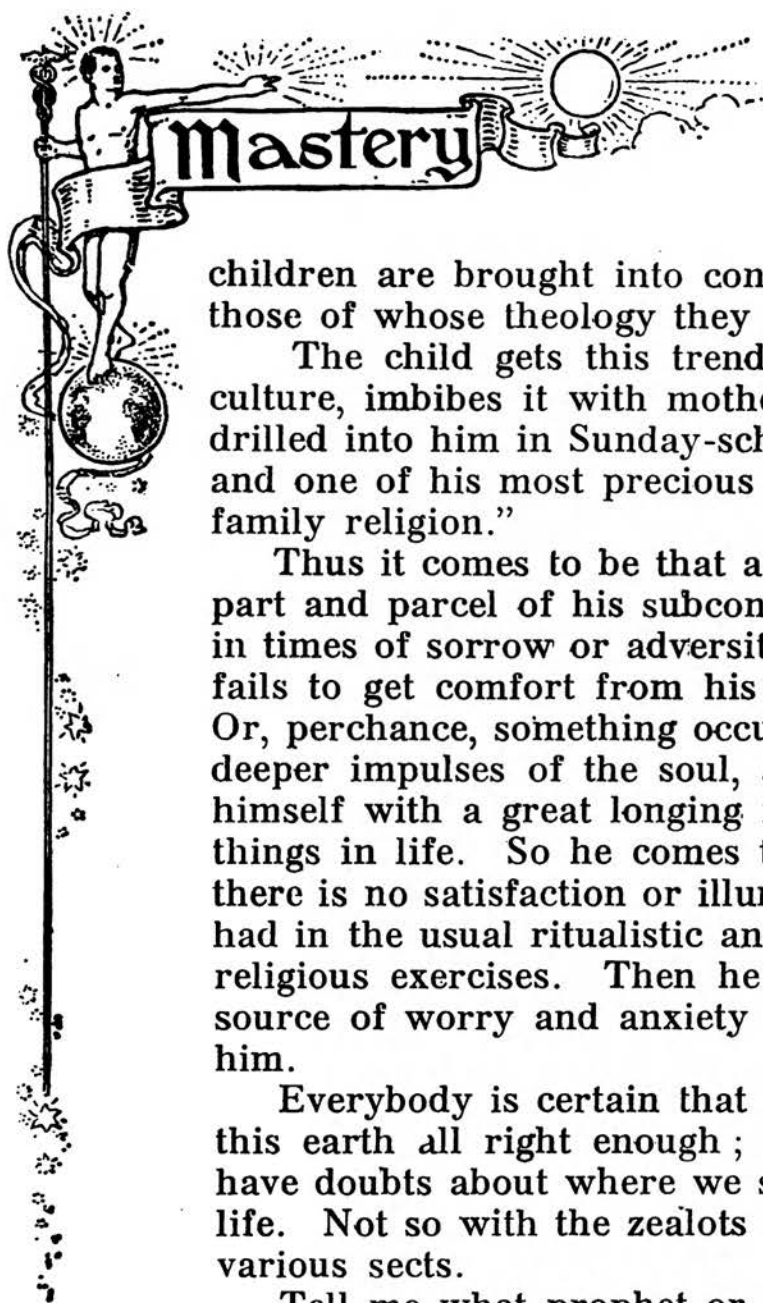 Mastery
children are brought into con
those of whose theology they
The child gets this trend
culture, imbibes it with mothe
drilled into him in Sunday-sch
and one of his most precious
family religion."
Thus it comes to be that a
part and parcel of his subcon
in times of sorrow or adversit
fails to get comfort from his
Or, perchance, something occu
deeper impulses of the soul,
himself with a great longing
things in life. So he comes t
there is no satisfaction or illu
had in the usual ritualistic an
religious exercises. Then he
source of worry and anxiety
him.
Everybody is certain that
this earth all right enough ;
have doubts about where we s
life. Not so with the zealots
various sects.
Tell me what prophet or